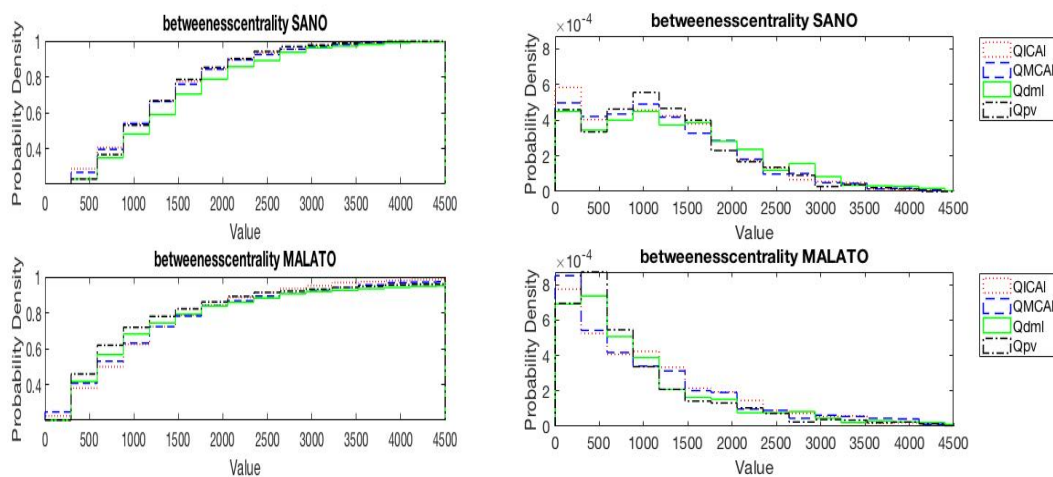 betweenesscentrality SANO
Probability Density
1
0.8
0.6
0.4
0 500 1000 1500 2000 2500 3000 3500 4000 4500
Value
betweenesscentrality SANO
×10-4
Probability Density
8
6
4
2
0
0 500 1000 1500 2000 2500 3000 3500 4000 4500
Value
QICAI
QMCAI
Qdml
Qpv
betweenesscentrality MALATO
Probability Density
1
0.8
0.6
0.4
0 500 1000 1500 2000 2500 3000 3500 4000 4500
Value
betweenesscentrality MALATO
×10-4
Probability Density
8
6
4
2
0
0 500 1000 1500 2000 2500 3000 3500 4000 4500
Value
QICAI
QMCAI
Qdml
Qpv